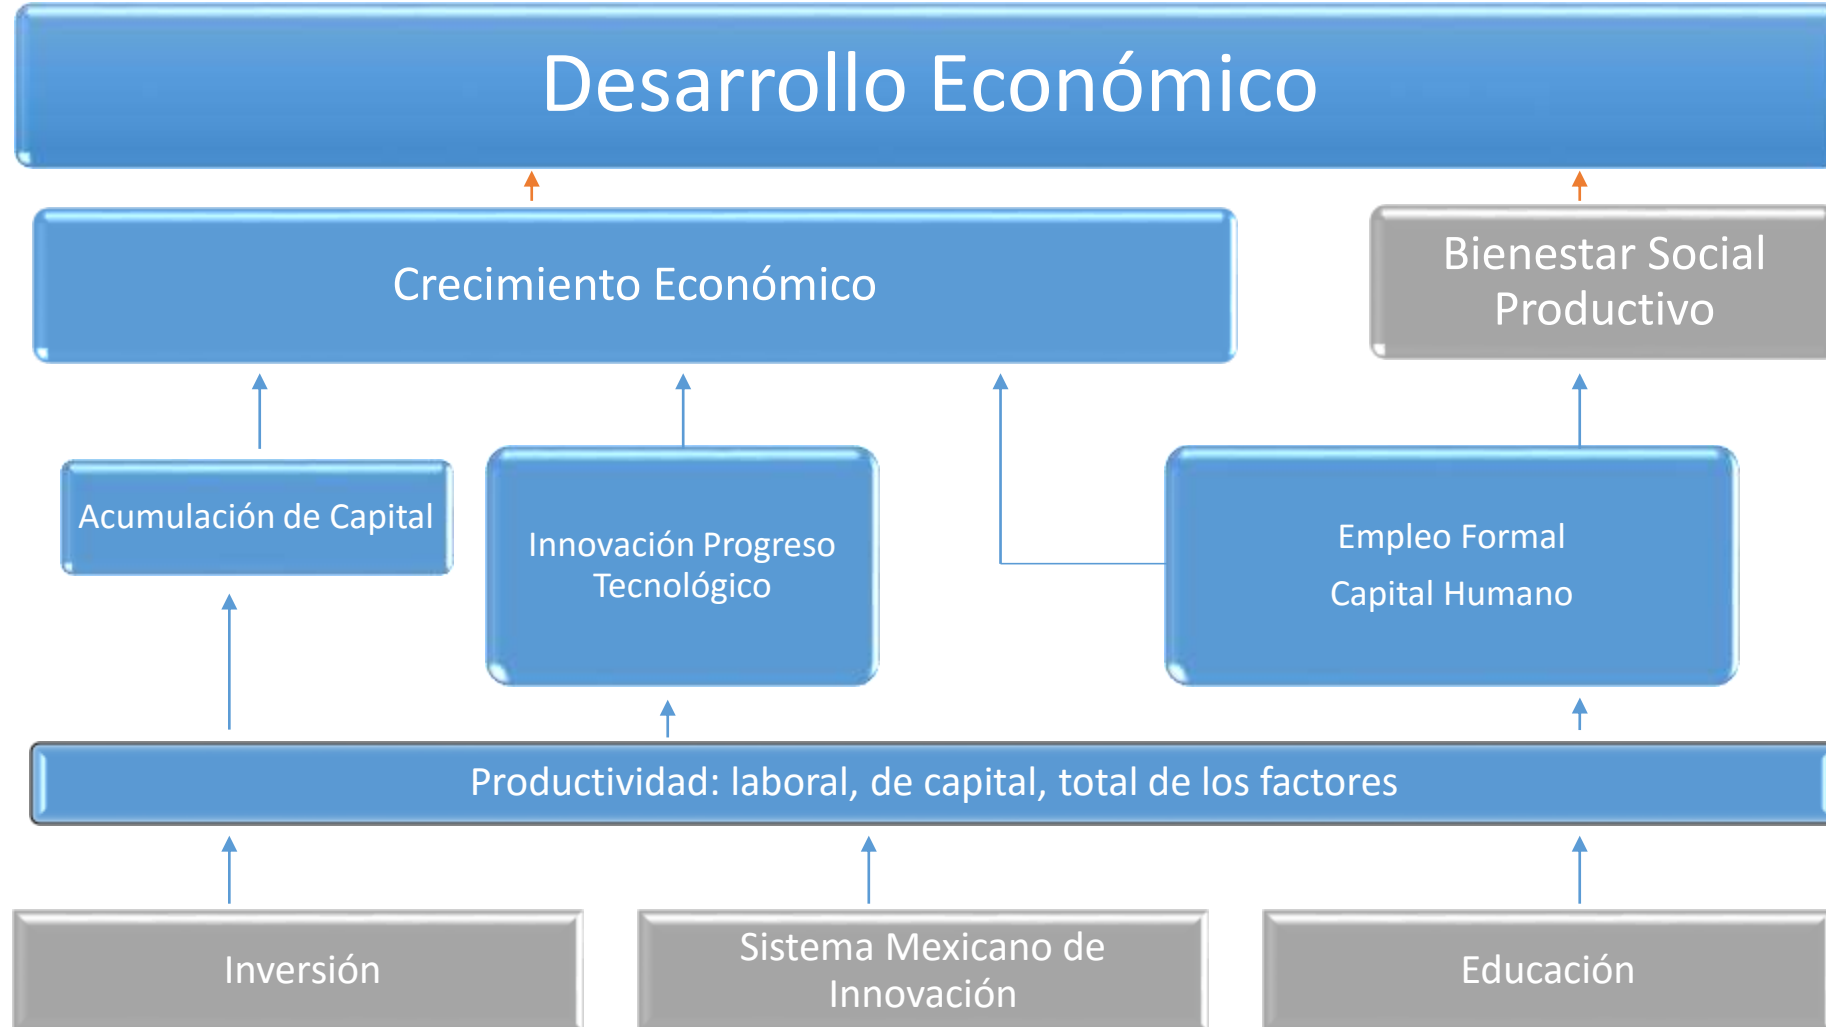 Desarrollo Económico
Crecimiento Económico
Bienestar Social
Productivo
Acumulación de Capital
Innovación Progreso
Tecnológico
Empleo Formal
Capital Humano
Productividad: laboral, de capital, total de los factores
Inversión
Sistema Mexicano de
Innovación
Educación